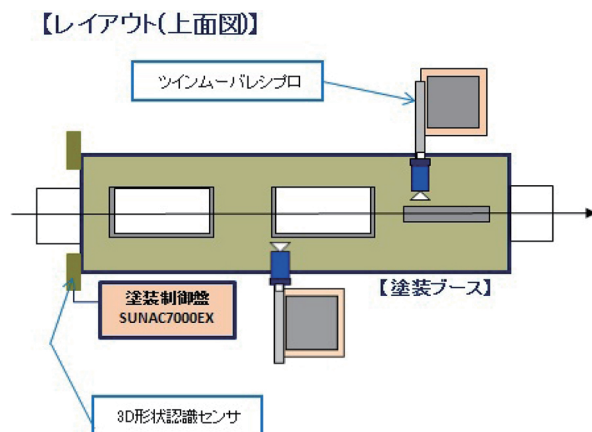 【レイアウト(上面図)】
ツインムーバレシプロ
【塗装ブース】
塗装制御盤
SUNAC7000EX
3D形状認識センサ